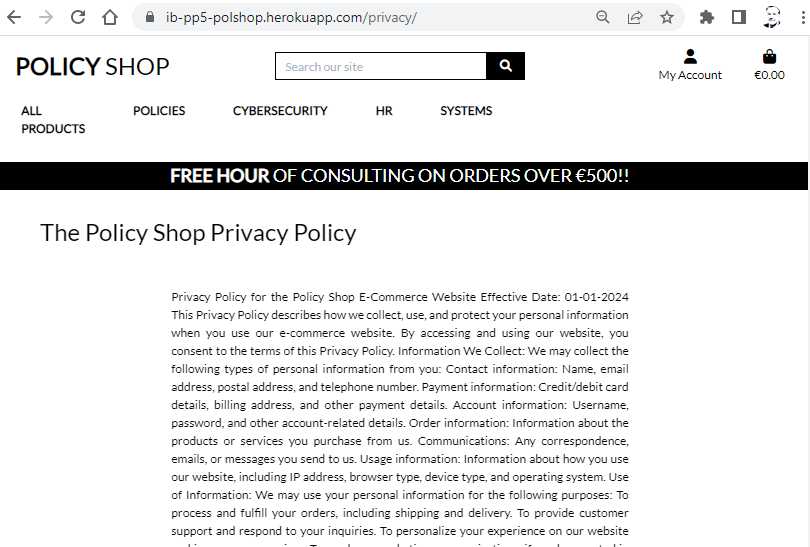 ib-pp5-polshop.herokuapp.com/privacy/
POLICY SHOP
Search our site
My Account
€0.00
ALL PRODUCTS
POLICIES
CYBERSECURITY
HR
SYSTEMS
FREE HOUR OF CONSULTING ON ORDERS OVER €500!!
The Policy Shop Privacy Policy
Privacy Policy for the Policy Shop E-Commerce Website Effective Date: 01-01-2024
This Privacy Policy describes how we collect, use, and protect your personal information
when you use our e-commerce website. By accessing and using our website, you
consent to the terms of this Privacy Policy. Information We Collect: We may collect the
following types of personal information from you: Contact information: Name, email
address, postal address, and telephone number. Payment information: Credit/debit card
details, billing address, and other payment details. Account information: Username,
password, and other account-related details. Order information: Information about the
products or services you purchase from us. Communications: Any correspondence,
emails, or messages you send to us. Usage information: Information about how you use
our website, including IP address, browser type, device type, and operating system. Use
of Information: We may use your personal information for the following purposes: To
process and fulfill your orders, including shipping and delivery. To provide customer
support and respond to your inquiries. To personalize your experience on our website